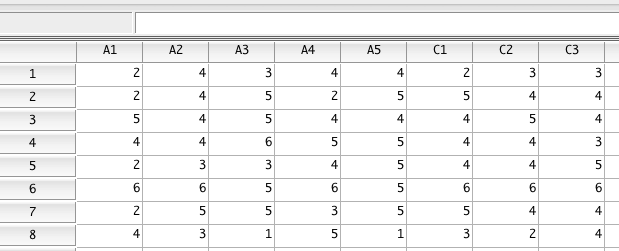 A1 A2 A3 A4 A5 C1 C2 C3
1 2 4 3 4 4 2 3 3
2 2 4 5 2 5 5 4 4
3 5 4 5 4 4 4 5 4
4 4 4 6 5 5 4 4 3
5 2 3 3 4 5 4 4 5
6 6 6 5 6 5 6 6 6
7 2 5 5 3 5 5 4 4
8 4 3 1 5 1 3 2 4